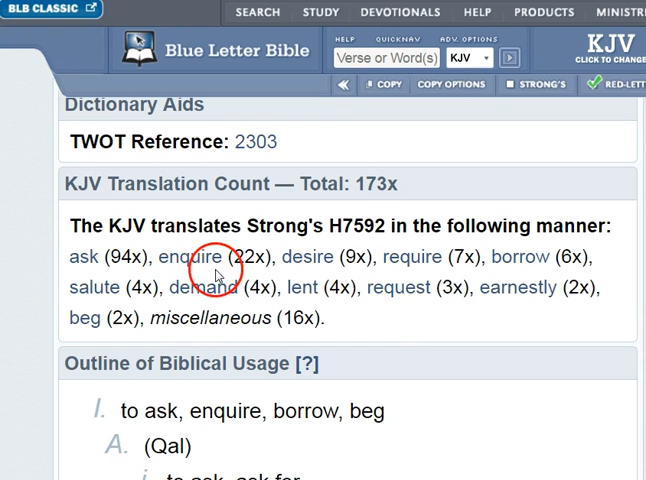 BLB CLASSIC
SEARCH STUDY DEVOTIONALS HELP PRODUCTS MINISTRI
Blue Letter Bible
HELP QUICKNAV ADV. OPTIONS
Verse or Word(s) KJV
KJV
CLICK TO CHANGE
COPY COPY OPTIONS STRONG'S RED-LETT
Dictionary Aids
TWOT Reference: 2303
KJV Translation Count — Total: 173x
The KJV translates Strong's H7592 in the following manner:
ask (94x), enquire (22x), desire (9x), require (7x), borrow (6x),
salute (4x), demand (4x), lent (4x), request (3x), earnestly (2x),
beg (2x), miscellaneous (16x).
Outline of Biblical Usage [?]
I. to ask, enquire, borrow, beg
A. (Qal)
i. to ask, ask for